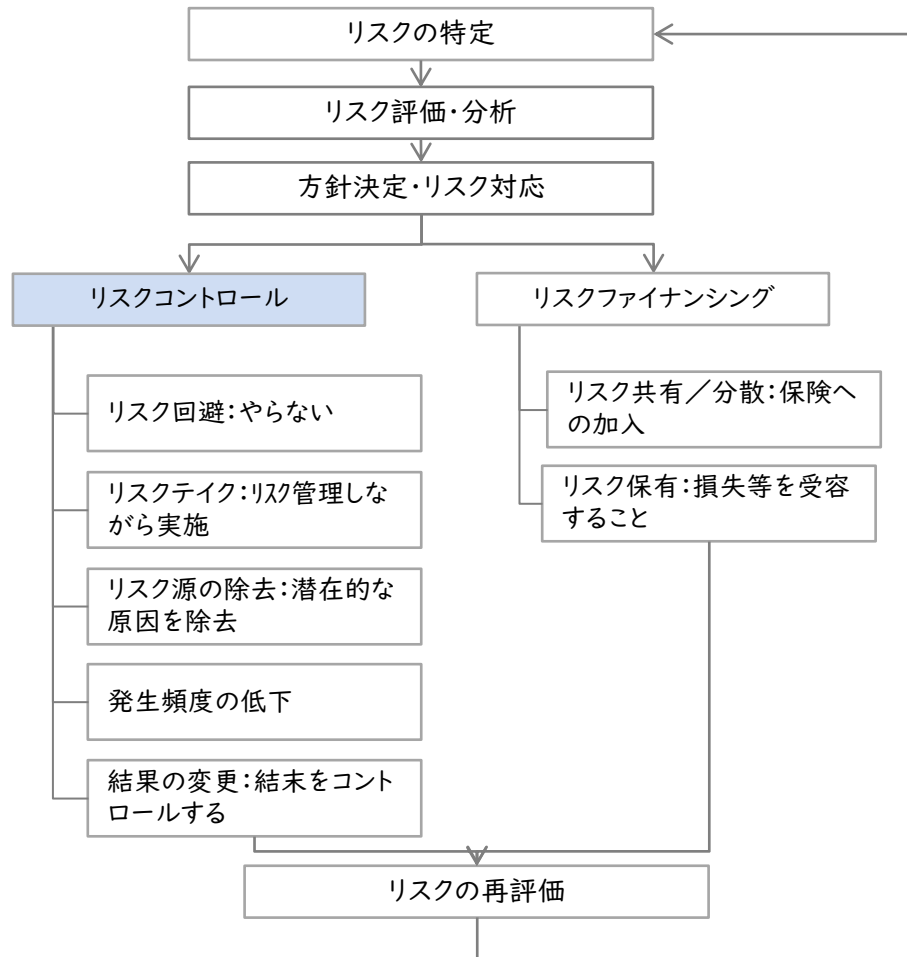 リスクの特定
リスク評価・分析
方針決定・リスク対応
リスクコントロール
リスク回避：やらない
リスクテイク：リスク管理しな
がら実施
リスク源の除去：潜在的な
原因を除去
発生頻度の低下
結果の変更：結末をコント
ロールする
リスクファイナンシング
リスク共有／分散：保険へ
の加入
リスク保有：損失等を受容
すること
リスクの再評価